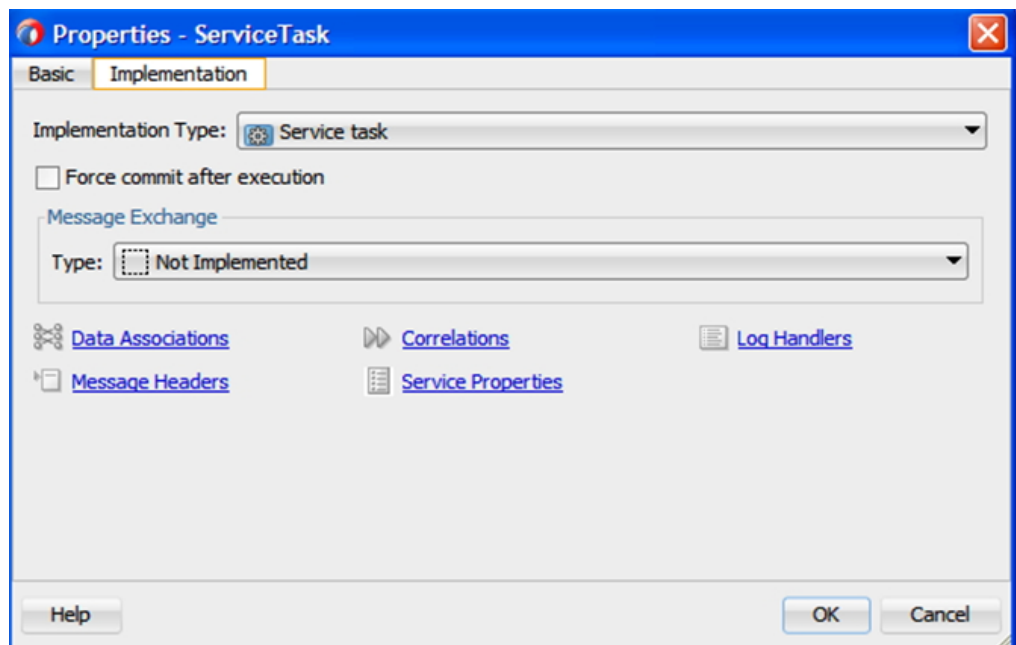 Properties - ServiceTask
Basic Implementation
Implementation Type: Service task
Force commit after execution
Message Exchange
Type: Not Implemented
Data Associations Correlations Log Handlers
Message Headers Service Properties
Help OK Cancel